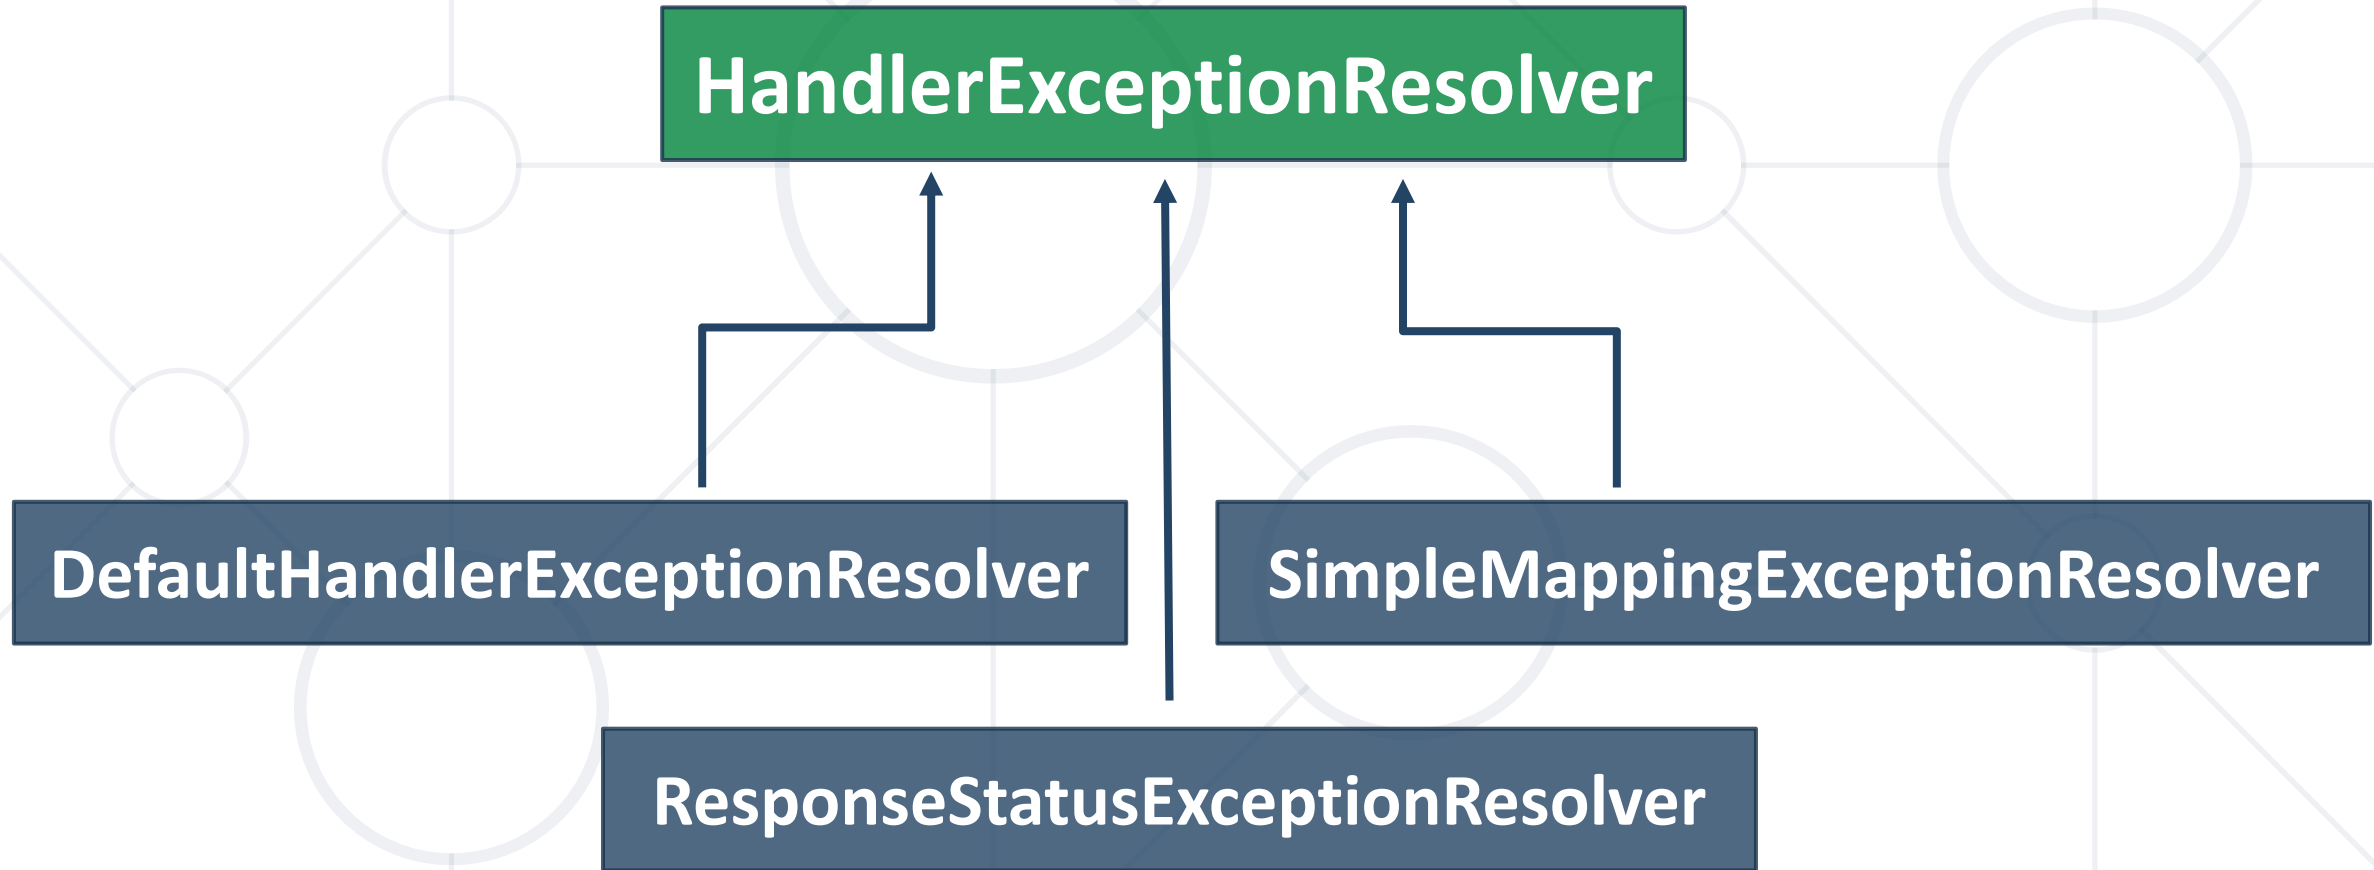 HandlerExceptionResolver
DefaultHandlerExceptionResolver
SimpleMappingExceptionResolver
ResponseStatusExceptionResolver